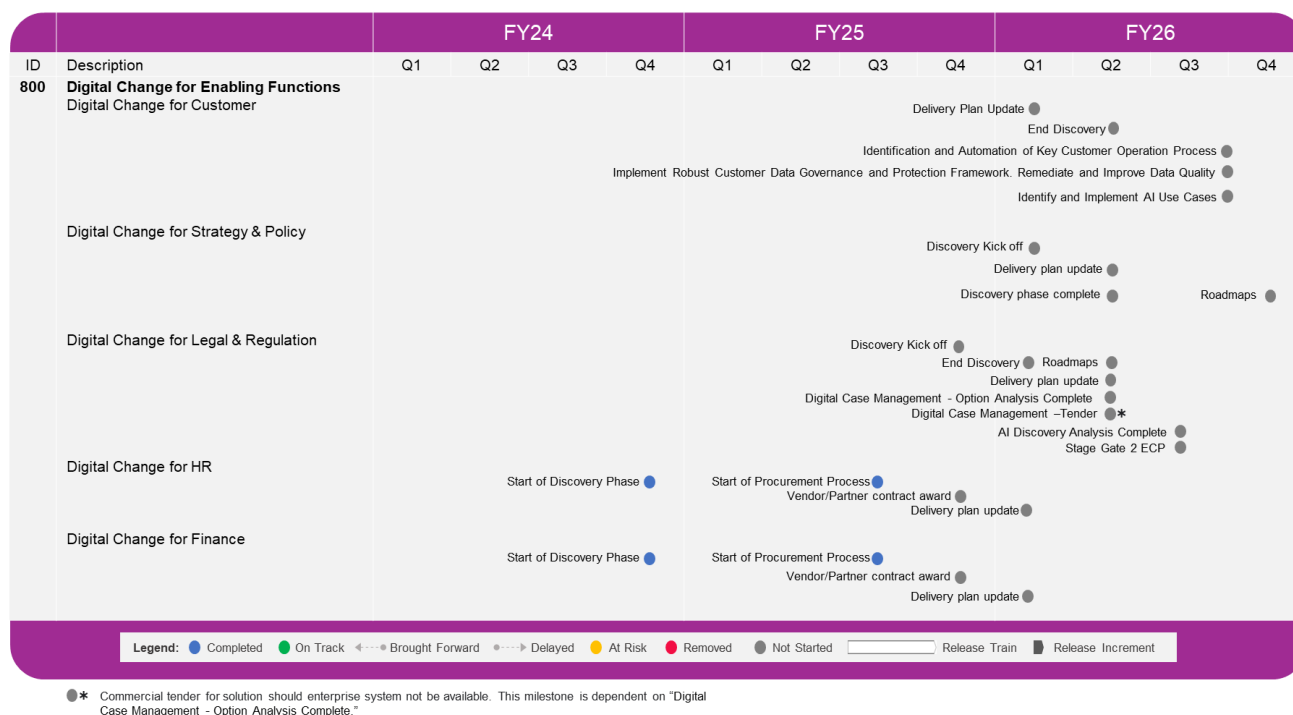 FY24 FY25 FY26
ID Description Q1 Q2 Q3 Q4 Q1 Q2 Q3 Q4 Q1 Q2 Q3 Q4
800 Digital Change for Enabling Functions
Digital Change for Customer
Delivery Plan Update
End Discovery
Identification and Automation of Key Customer Operation Process
Implement Robust Customer Data Governance and Protection Framework. Remediate and Improve Data Quality
Identify and Implement AI Use Cases
Digital Change for Strategy & Policy
Discovery Kick off
Delivery plan update
Discovery phase complete Roadmaps
Digital Change for Legal & Regulation
Discovery Kick off
End Discovery Roadmaps
Delivery plan update
Digital Case Management - Option Analysis Complete
Digital Case Management –Tender *
AI Discovery Analysis Complete
Stage Gate 2 ECP
Digital Change for HR
Start of Discovery Phase Start of Procurement Process
Vendor/Partner contract award
Delivery plan update
Digital Change for Finance
Start of Discovery Phase Start of Procurement Process
Vendor/Partner contract award
Delivery plan update
Legend: Completed On Track Brought Forward Delayed At Risk Removed Not Started Release Train Release Increment
* Commercial tender for solution should enterprise system not be available. This milestone is dependent on “Digital
Case Management - Option Analysis Complete.”